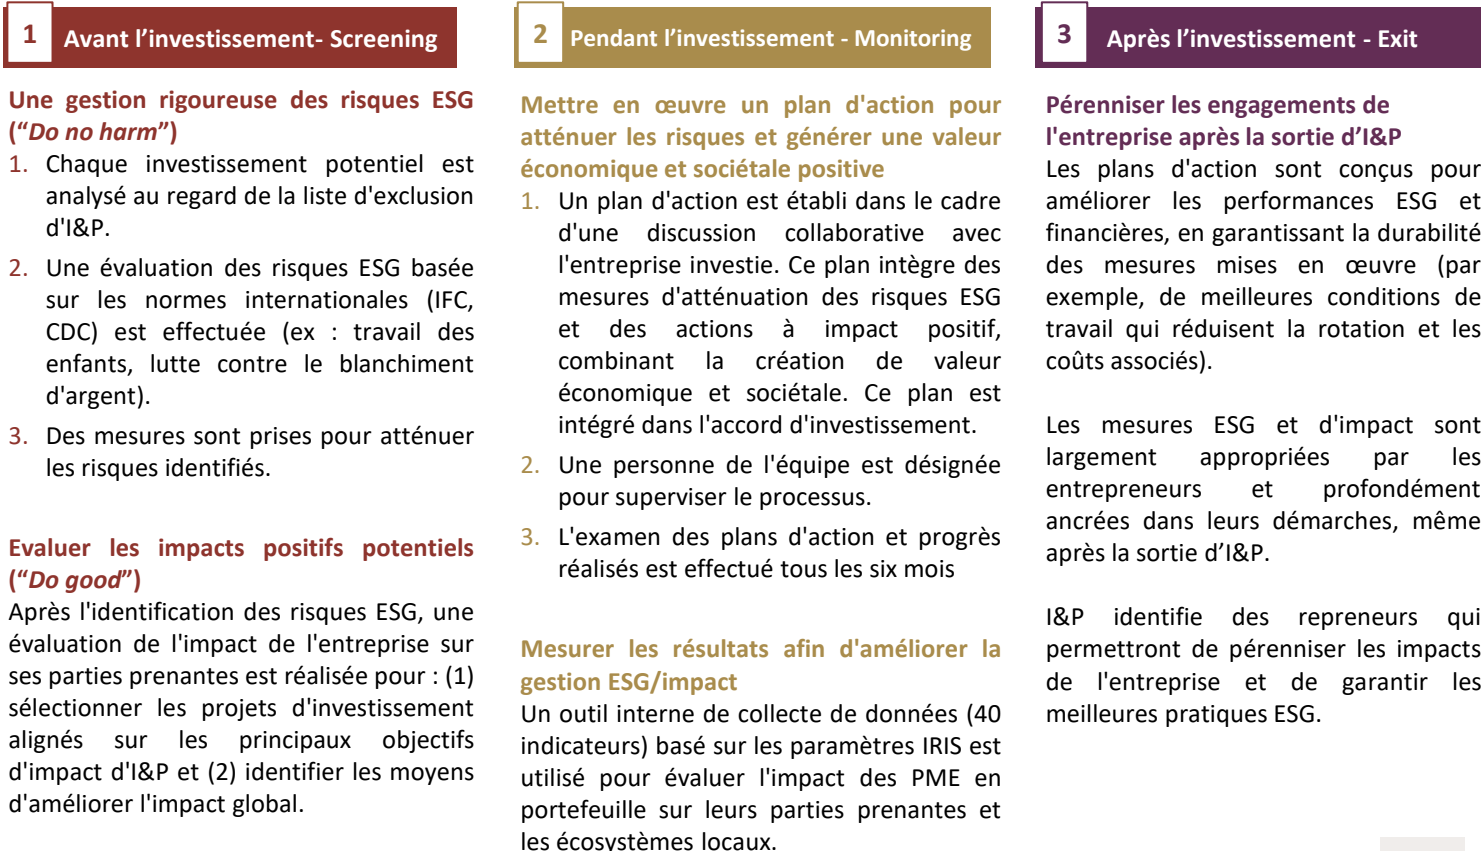 1 Avant l’investissement- Screening
Une gestion rigoureuse des risques ESG
(“Do no harm”)
1. Chaque investissement potentiel est
analysé au regard de la liste d'exclusion
d'I&P.
2. Une évaluation des risques ESG basée
sur les normes internationales (IFC,
CDC) est effectuée (ex : travail des
enfants, lutte contre le blanchiment
d'argent).
3. Des mesures sont prises pour atténuer
les risques identifiés.
Evaluer les impacts positifs potentiels
(“Do good”)
Après l'identification des risques ESG, une
évaluation de l'impact de l'entreprise sur
ses parties prenantes est réalisée pour : (1)
sélectionner les projets d'investissement
alignés sur les principaux objectifs
d'impact d'I&P et (2) identifier les moyens
d'améliorer l'impact global.
2 Pendant l’investissement - Monitoring
Mettre en œuvre un plan d'action pour
atténuer les risques et générer une valeur
économique et sociétale positive
1. Un plan d'action est établi dans le cadre
d'une discussion collaborative avec
l'entreprise investie. Ce plan intègre des
mesures d'atténuation des risques ESG
et des actions à impact positif,
combinant la création de valeur
économique et sociétale. Ce plan est
intégré dans l'accord d'investissement.
2. Une personne de l'équipe est désignée
pour superviser le processus.
3. L'examen des plans d'action et progrès
réalisés est effectué tous les six mois
Mesurer les résultats afin d'améliorer la
gestion ESG/impact
Un outil interne de collecte de données (40
indicateurs) basé sur les paramètres IRIS est
utilisé pour évaluer l'impact des PME en
portefeuille sur leurs parties prenantes et
les écosystèmes locaux.
3 Après l’investissement - Exit
Pérenniser les engagements de
l'entreprise après la sortie d’I&P
Les plans d'action sont conçus pour
améliorer les performances ESG et
financières, en garantissant la durabilité
des mesures mises en œuvre (par
exemple, de meilleures conditions de
travail qui réduisent la rotation et les
coûts associés).
Les mesures ESG et d'impact sont
largement appropriées par les
entrepreneurs et profondément
ancrées dans leurs démarches, même
après la sortie d’I&P.
I&P identifie des repreneurs qui
permettront de pérenniser les impacts
de l'entreprise et de garantir les
meilleures pratiques ESG.